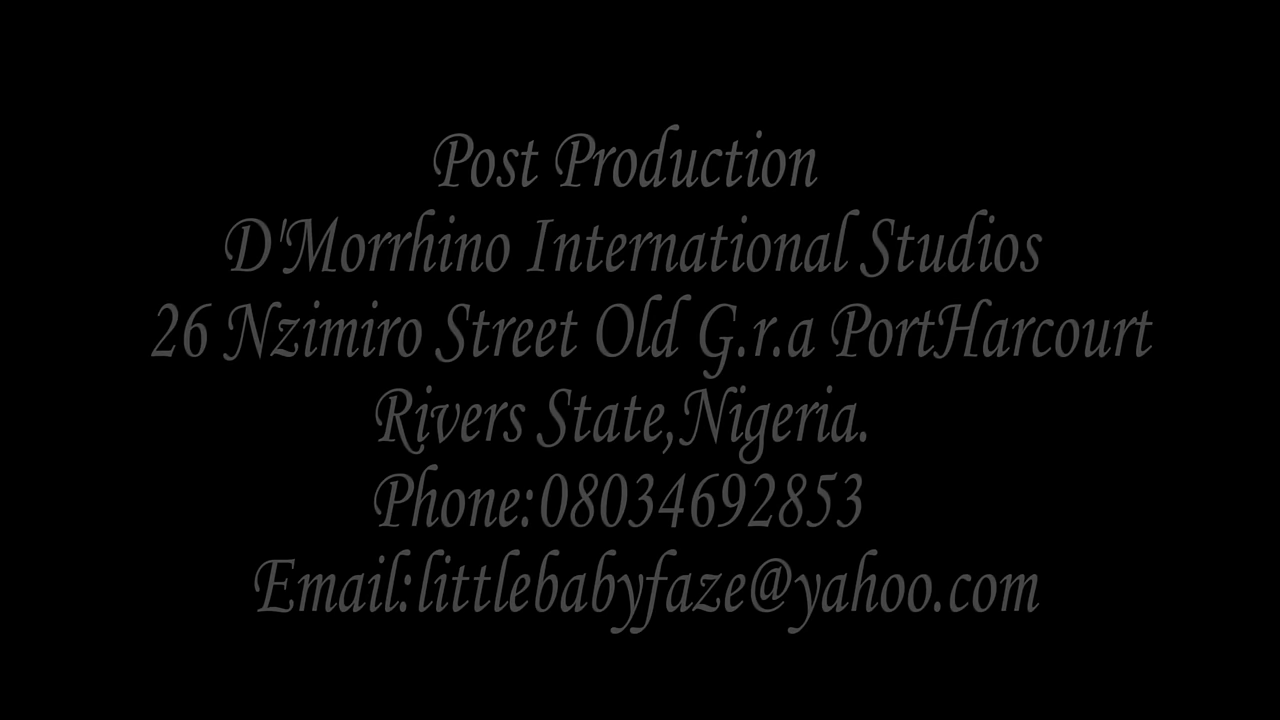 Post Production
D'Morrhino International Studios
26 Nzimiro Street Old G.r.a PortHarcourt
Rivers State,Nigeria.
Phone:08034692853
Email:littlebabyfaze@yahoo.com